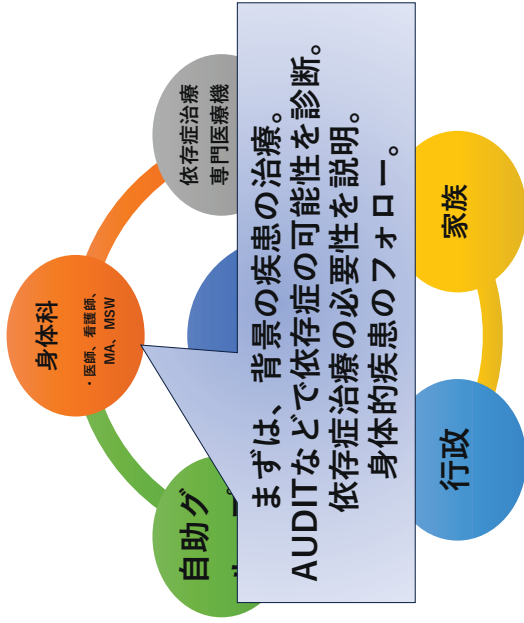 身体科
・医師、看護師、
MA、MSW
依存症治療
専門医療機
自助グ
まずは、背景の疾患の治療。
AUDITなどで依存症の可能性を診断。
依存症治療の必要性を説明。
身体的疾患のフォロー。
行政
家族